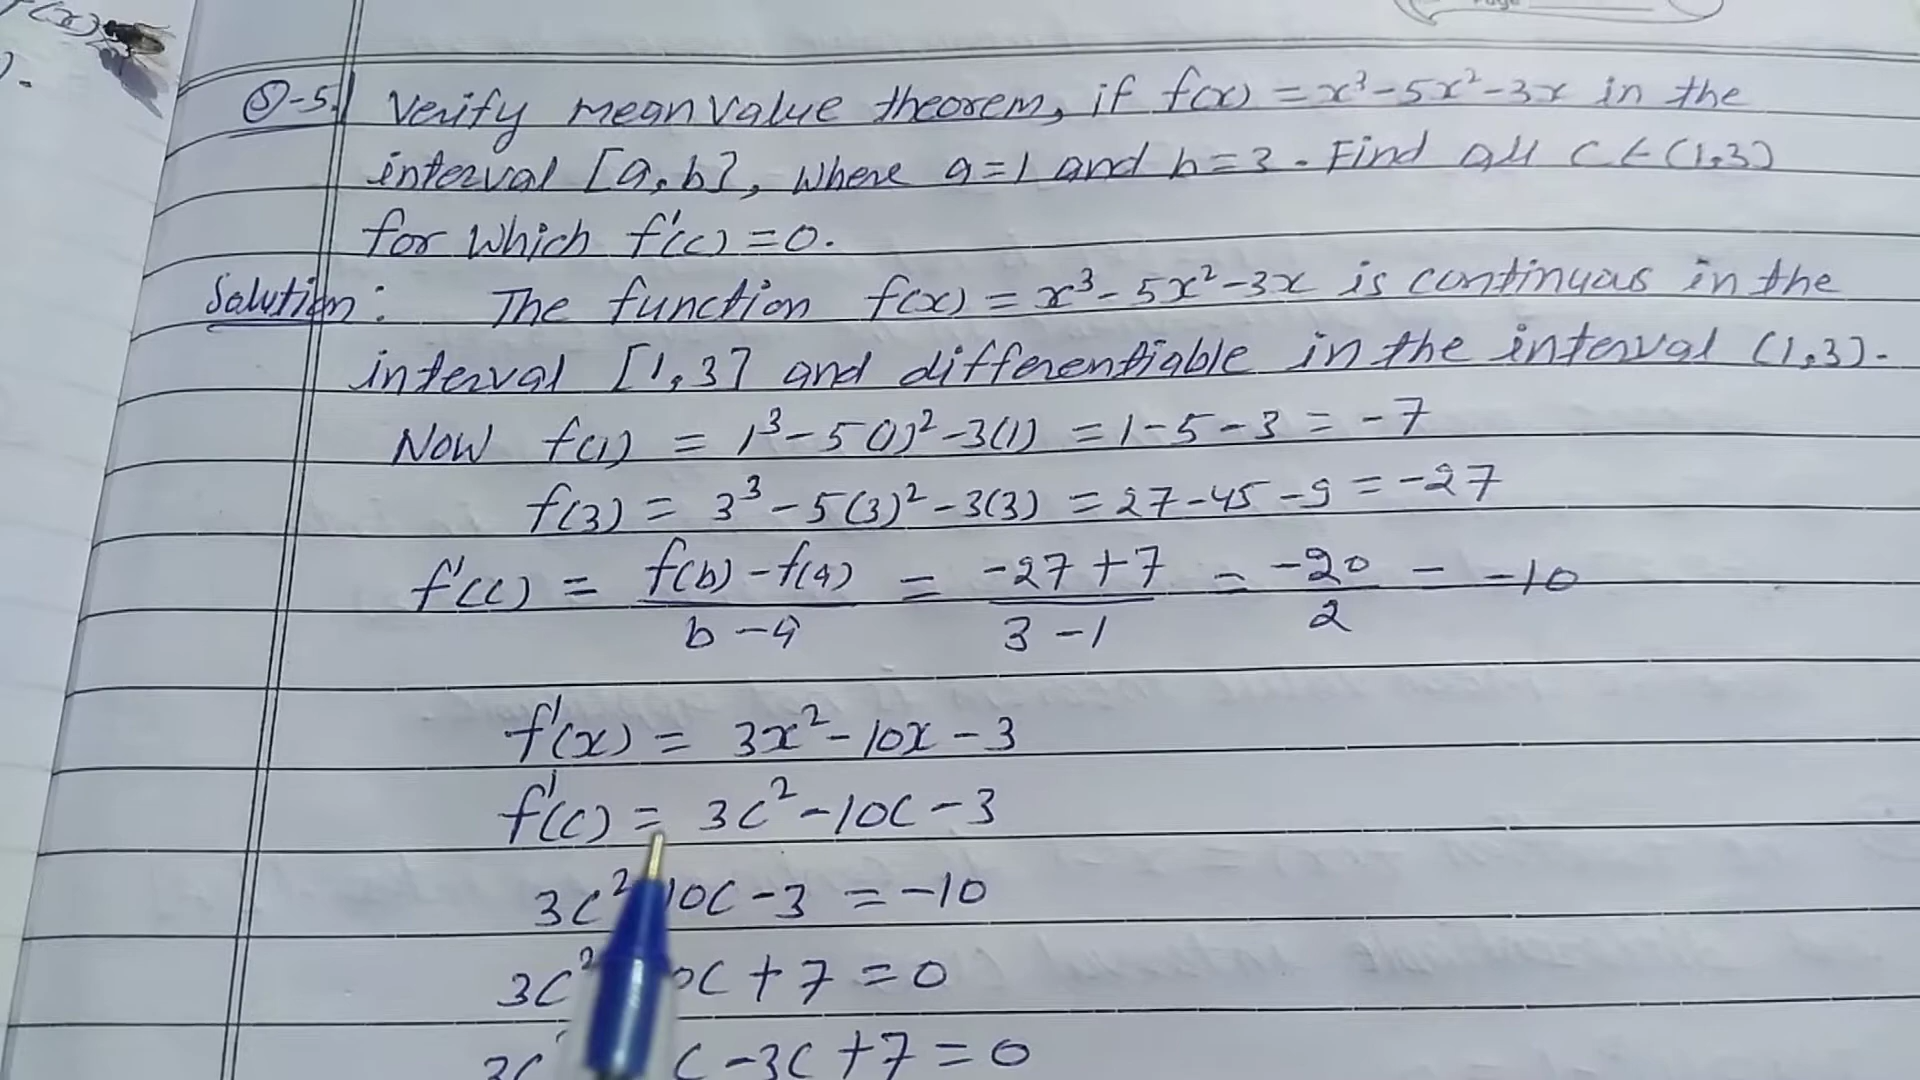 f(x)
Q-5. Verify mean value theorem, if f(x) = x³-5x²-3x in the
interval [a,b], where a=1 and b=3. Find all c ∈ (1,3)
for which f'(c) = 0.
Solution: The function f(x) = x³-5x²-3x is continuous in the
interval [1,3] and differentiable in the interval (1,3).
Now f(1) = 1³-5(1)²-3(1) = 1-5-3 = -7
f(3) = 3³-5(3)²-3(3) = 27-45-9 = -27
f'(c) = f(b)-f(a) / b-a = -27+7 / 3-1 = -20 / 2 = -10
f'(x) = 3x²-10x-3
f'(c) = 3c²-10c-3
3c² 10c-3 = -10
3c² 0c+7 = 0
3c² c-3c+7 = 0